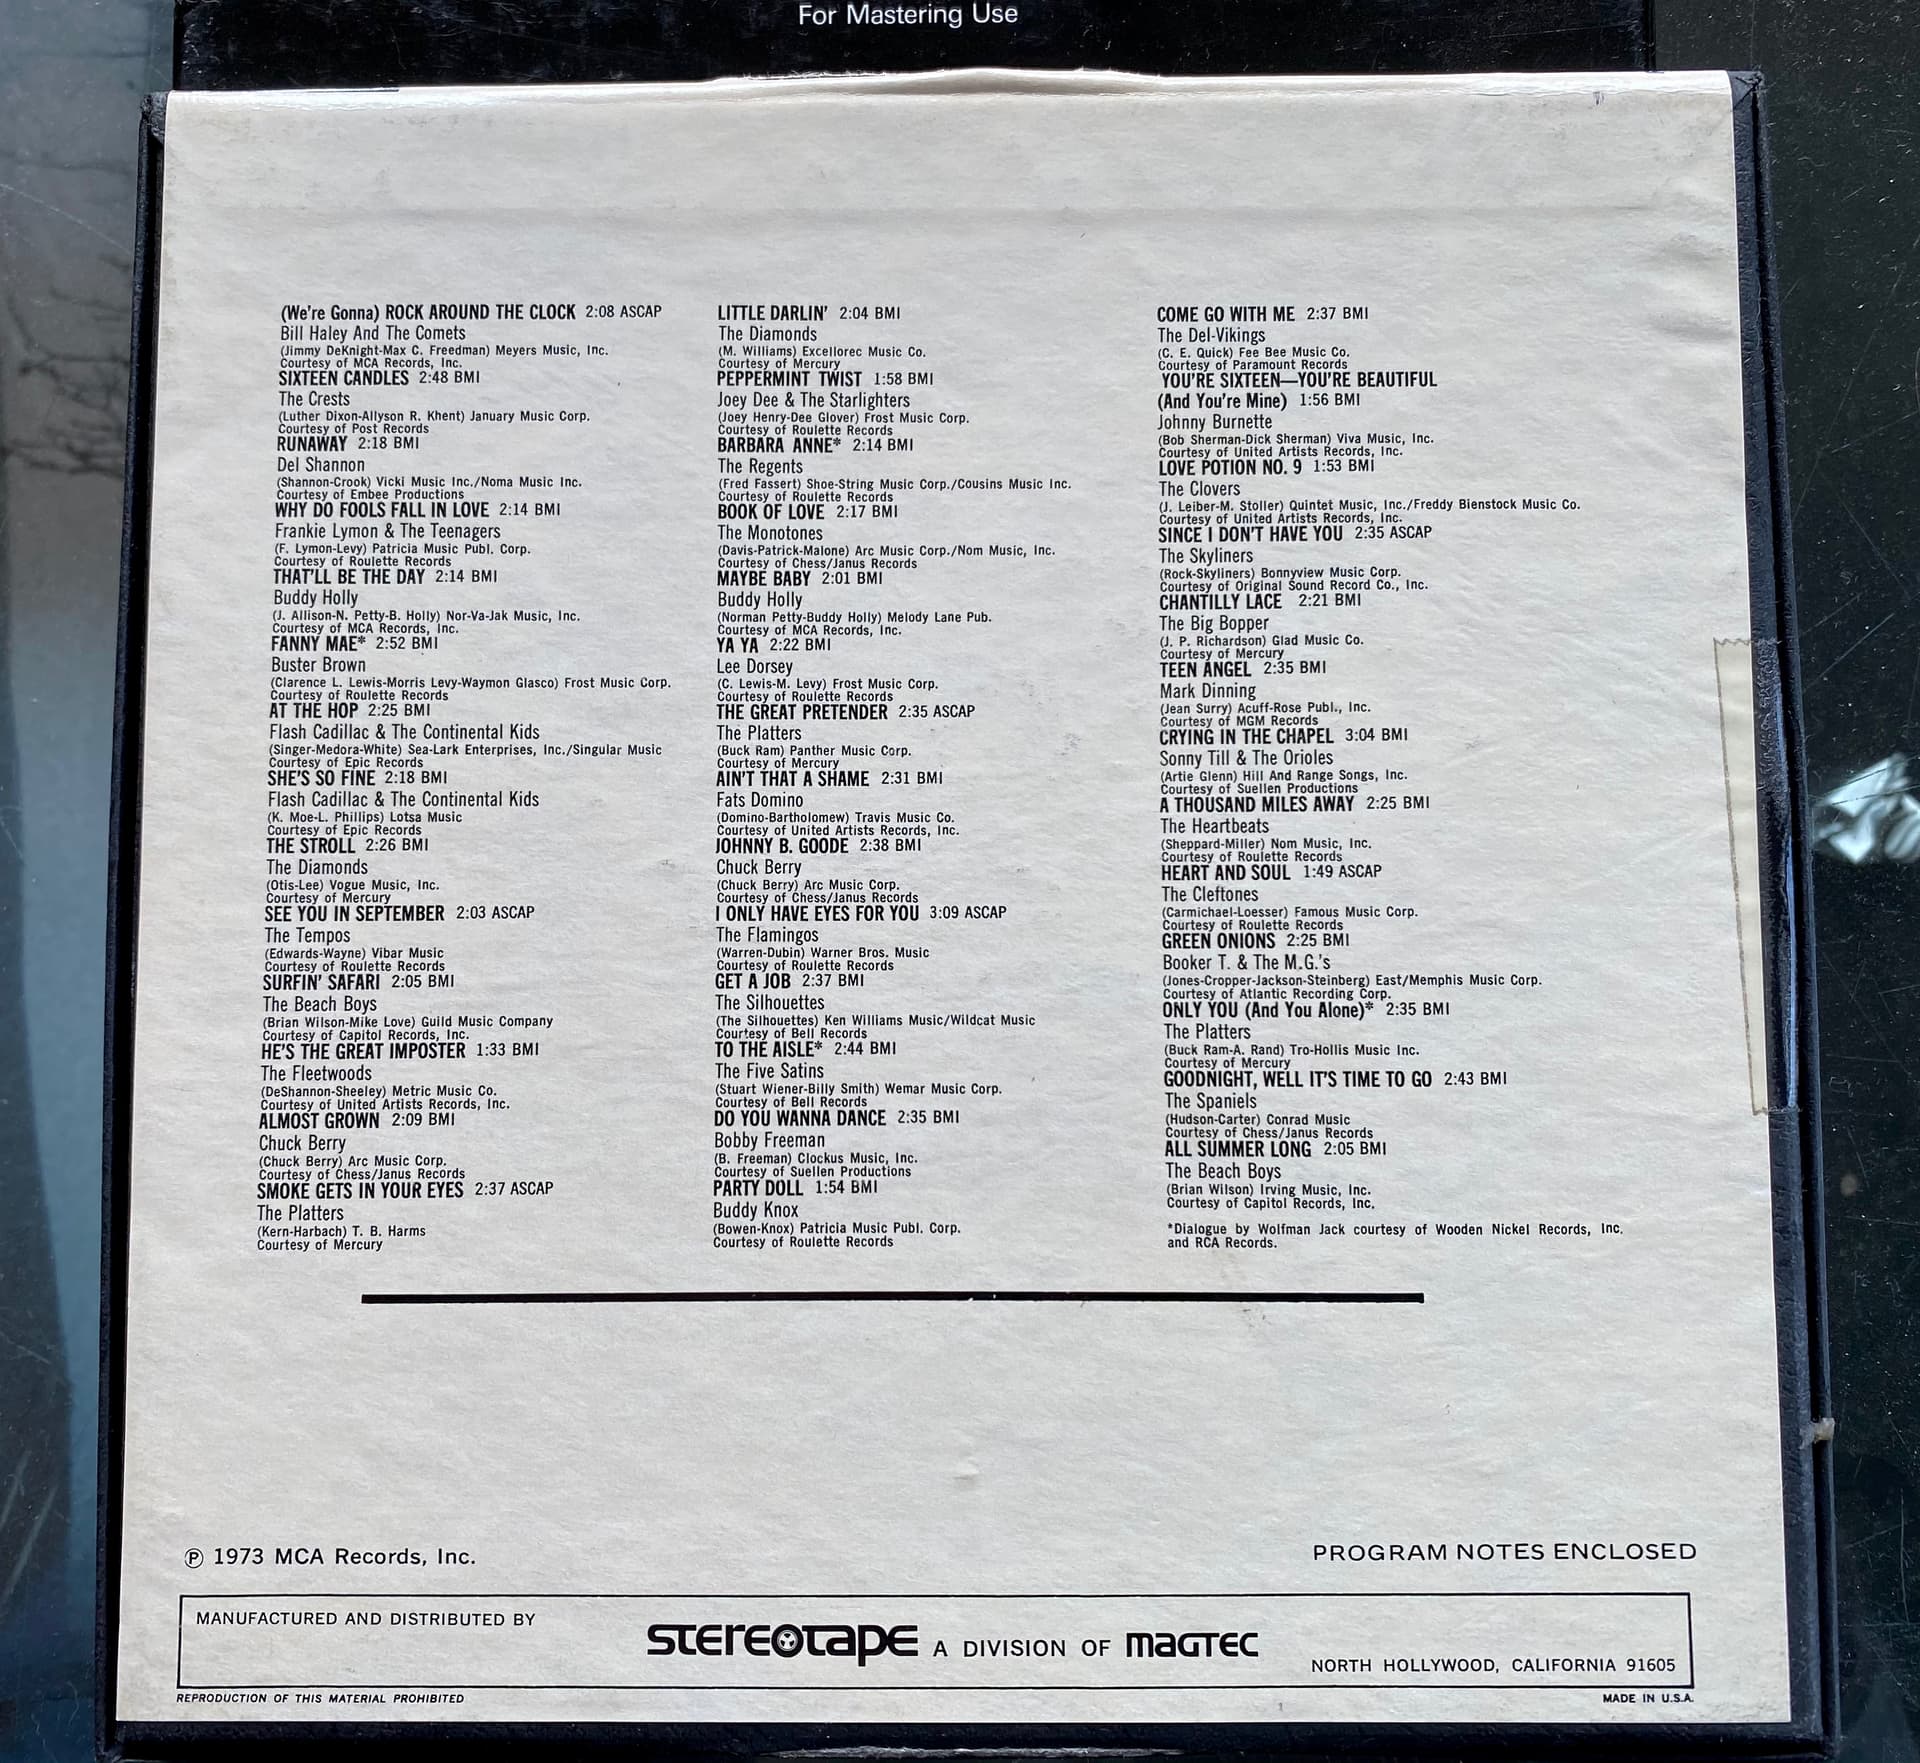 For Mastering Use
(We're Gonna) ROCK AROUND THE CLOCK 2:08 ASCAP
Bill Haley And The Comets
(Jimmy DeKnight-Max C. Freedman) Meyers Music, Inc.
Courtesy of MCA Records, Inc.
SIXTEEN CANDLES 2:48 BMI
The Crests
(Luther Dixon-Allyson R. Khent) January Music Corp.
Courtesy of Post Records
RUNAWAY 2:18 BMI
Del Shannon
(Shannon-Crook) Vicki Music Inc./Noma Music Inc.
Courtesy of Embee Productions
WHY DO FOOLS FALL IN LOVE 2:14 BMI
Frankie Lymon & The Teenagers
(F. Lymon-Levy) Patricia Music Publ. Corp.
Courtesy of Roulette Records
THAT'LL BE THE DAY 2:14 BMI
Buddy Holly
(J. Allison-N. Petty-B. Holly) Nor-Va-Jak Music, Inc.
Courtesy of MCA Records, Inc.
FANNY MAE* 2:52 BMI
Buster Brown
(Clarence L. Lewis-Morris Levy-Waymon Glasco) Frost Music Corp.
Courtesy of Roulette Records
AT THE HOP 2:25 BMI
Flash Cadillac & The Continental Kids
(Singer-Medora-White) Sea-Lark Enterprises, Inc./Singular Music
Courtesy of Epic Records
SHE'S SO FINE 2:18 BMI
Flash Cadillac & The Continental Kids
(K. Moe-L. Phillips) Lotsa Music
Courtesy of Epic Records
THE STROLL 2:26 BMI
The Diamonds
(Otis-Lee) Vogue Music, Inc.
Courtesy of Mercury
SEE YOU IN SEPTEMBER 2:03 ASCAP
The Tempos
(Edwards-Wayne) Vibar Music
Courtesy of Roulette Records
SURFIN' SAFARI 2:05 BMI
The Beach Boys
(Brian Wilson-Mike Love) Guild Music Company
Courtesy of Capitol Records, Inc.
HE'S THE GREAT IMPOSTER 1:33 BMI
The Fleetwoods
(DeShannon-Sheeley) Metric Music Co.
Courtesy of United Artists Records, Inc.
ALMOST GROWN 2:09 BMI
Chuck Berry
(Chuck Berry) Arc Music Corp.
Courtesy of Chess/Janus Records
SMOKE GETS IN YOUR EYES 2:37 ASCAP
The Platters
(Kern-Harbach) T. B. Harms
Courtesy of Mercury
LITTLE DARLIN' 2:04 BMI
The Diamonds
(M. Williams) Excellorec Music Co.
Courtesy of Mercury
PEPPERMINT TWIST 1:58 BMI
Joey Dee & The Starlighters
(Joey Henry-Dee Glover) Frost Music Corp.
Courtesy of Roulette Records
BARBARA ANNE* 2:14 BMI
The Regents
(Fred Fassert) Shoe-String Music Corp./Cousins Music Inc.
Courtesy of Roulette Records
BOOK OF LOVE 2:17 BMI
The Monotones
(Davis-Patrick-Malone) Arc Music Corp./Nom Music, Inc.
Courtesy of Chess/Janus Records
MAYBE BABY 2:01 BMI
Buddy Holly
(Norman Petty-Buddy Holly) Melody Lane Pub.
Courtesy of MCA Records, Inc.
YA YA 2:22 BMI
Lee Dorsey
(C. Lewis-M. Levy) Frost Music Corp.
Courtesy of Roulette Records
THE GREAT PRETENDER 2:35 ASCAP
The Platters
(Buck Ram) Panther Music Corp.
Courtesy of Mercury
AIN'T THAT A SHAME 2:31 BMI
Fats Domino
(Domino-Bartholomew) Travis Music Co.
Courtesy of United Artists Records, Inc.
JOHNNY B. GOODE 2:38 BMI
Chuck Berry
(Chuck Berry) Arc Music Corp.
Courtesy of Chess/Janus Records
I ONLY HAVE EYES FOR YOU 3:09 ASCAP
The Flamingos
(Warren-Dubin) Warner Bros. Music
Courtesy of Roulette Records
GET A JOB 2:37 BMI
The Silhouettes
(The Silhouettes) Ken Williams Music/Wildcat Music
Courtesy of Bell Records
TO THE AISLE* 2:44 BMI
The Five Satins
(Stuart Wiener-Billy Smith) Wemar Music Corp.
Courtesy of Bell Records
DO YOU WANNA DANCE 2:35 BMI
Bobby Freeman
(B. Freeman) Clockus Music, Inc.
Courtesy of Suellen Productions
PARTY DOLL 1:54 BMI
Buddy Knox
(Bowen-Knox) Patricia Music Publ. Corp.
Courtesy of Roulette Records
COME GO WITH ME 2:37 BMI
The Del-Vikings
(C. E. Quick) Fee Bee Music Co.
Courtesy of Paramount Records
YOU'RE SIXTEEN—YOU'RE BEAUTIFUL
(And You're Mine) 1:56 BMI
Johnny Burnette
(Bob Sherman-Dick Sherman) Viva Music, Inc.
Courtesy of United Artists Records, Inc.
LOVE POTION NO. 9 1:53 BMI
The Clovers
(J. Leiber-M. Stoller) Quintet Music, Inc./Freddy Bienstock Music Co.
Courtesy of United Artists Records, Inc.
SINCE I DON'T HAVE YOU 2:35 ASCAP
The Skyliners
(Rock-Skyliners) Bonnyview Music Corp.
Courtesy of Original Sound Record Co., Inc.
CHANTILLY LACE 2:21 BMI
The Big Bopper
(J. P. Richardson) Glad Music Co.
Courtesy of Mercury
TEEN ANGEL 2:35 BMI
Mark Dinning
(Jean Surry) Acuff-Rose Publ., Inc.
Courtesy of MGM Records
CRYING IN THE CHAPEL 3:04 BMI
Sonny Till & The Orioles
(Artie Glenn) Hill And Range Songs, Inc.
Courtesy of Suellen Productions
A THOUSAND MILES AWAY 2:25 BMI
The Heartbeats
(Sheppard-Miller) Nom Music, Inc.
Courtesy of Roulette Records
HEART AND SOUL 1:49 ASCAP
The Cleftones
(Carmichael-Loesser) Famous Music Corp.
Courtesy of Roulette Records
GREEN ONIONS 2:25 BMI
Booker T. & The M.G.'s
(Jones-Cropper-Jackson-Steinberg) East/Memphis Music Corp.
Courtesy of Atlantic Recording Corp.
ONLY YOU (And You Alone)* 2:35 BMI
The Platters
(Buck Ram-A. Rand) Tro-Hollis Music Inc.
Courtesy of Mercury
GOODNIGHT, WELL IT'S TIME TO GO 2:43 BMI
The Spaniels
(Hudson-Carter) Conrad Music
Courtesy of Chess/Janus Records
ALL SUMMER LONG 2:05 BMI
The Beach Boys
(Brian Wilson) Irving Music, Inc.
Courtesy of Capitol Records, Inc.
*Dialogue by Wolfman Jack courtesy of Wooden Nickel Records, Inc.
and RCA Records.
℗ 1973 MCA Records, Inc.
PROGRAM NOTES ENCLOSED
MANUFACTURED AND DISTRIBUTED BY
STEREOTAPE A DIVISION OF MAGTEC
NORTH HOLLYWOOD, CALIFORNIA 91605
REPRODUCTION OF THIS MATERIAL PROHIBITED
MADE IN U.S.A.